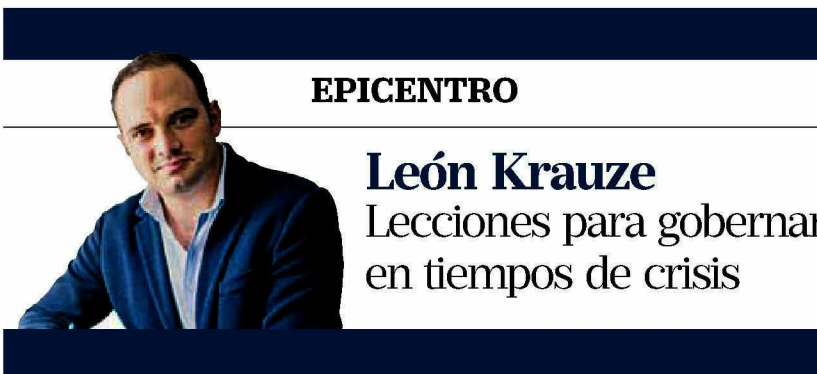 EPICENTRO
León Krauze
Lecciones para gobernar
en tiempos de crisis